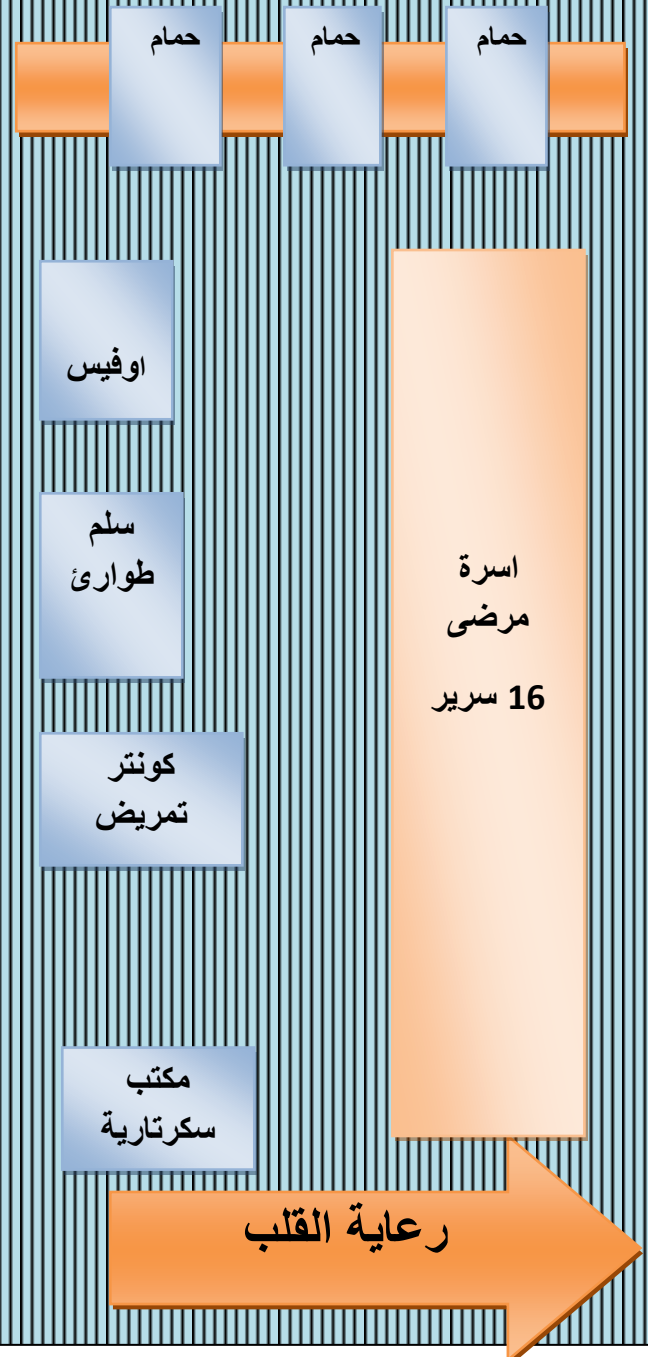 حمام
حمام
حمام
اوفيس
سلم
طوارئ
اسرة
مرضى
16 سرير
كونتر
تمريض
مكتب
سكرتارية
رعاية القلب